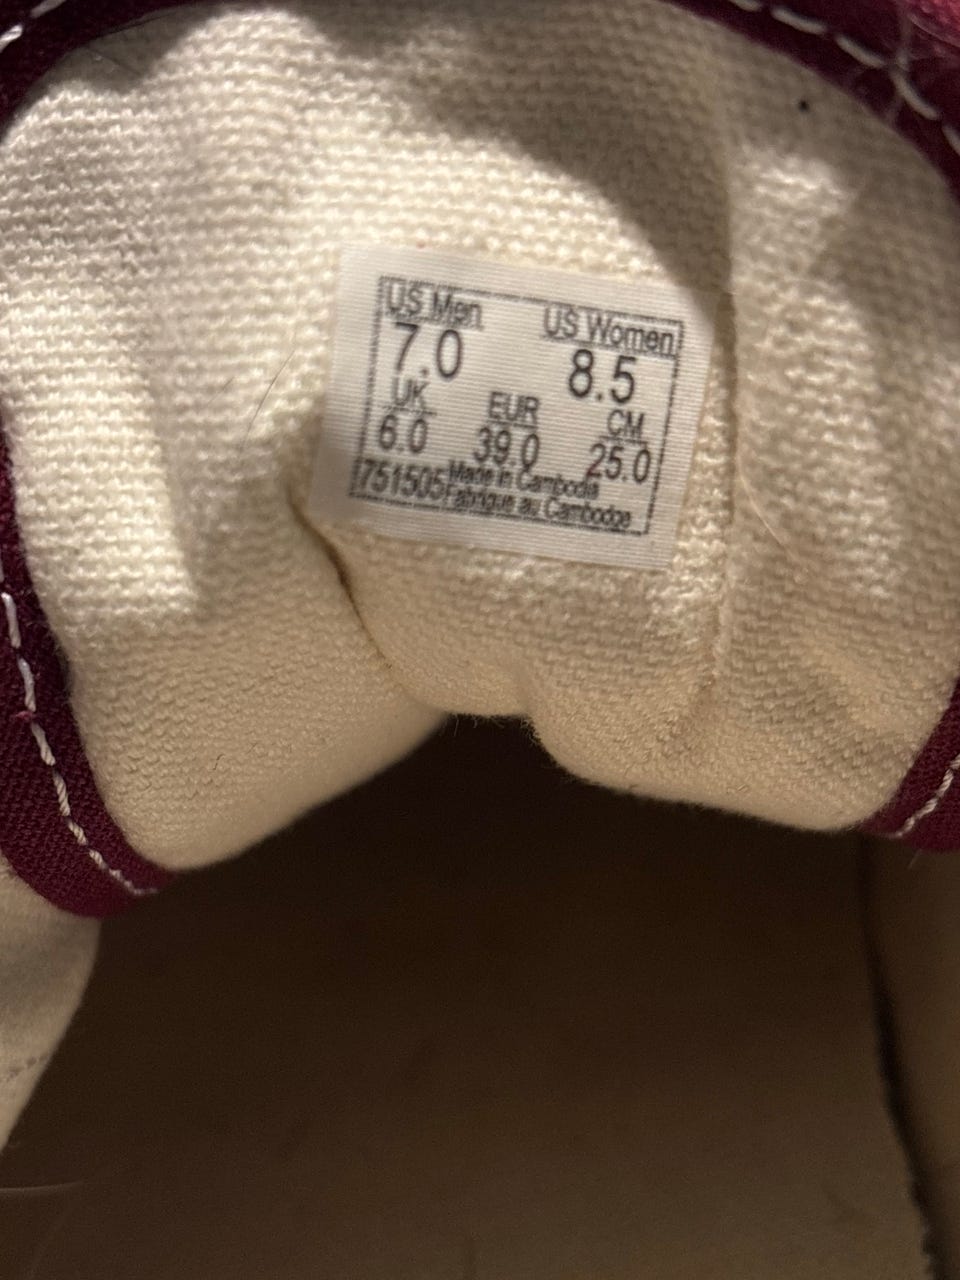 US Men US Women
7.0 8.5
UK EUR CM
6.0 39.0 25.0
751505 Made in Cambodia
Fabrique au Cambodge